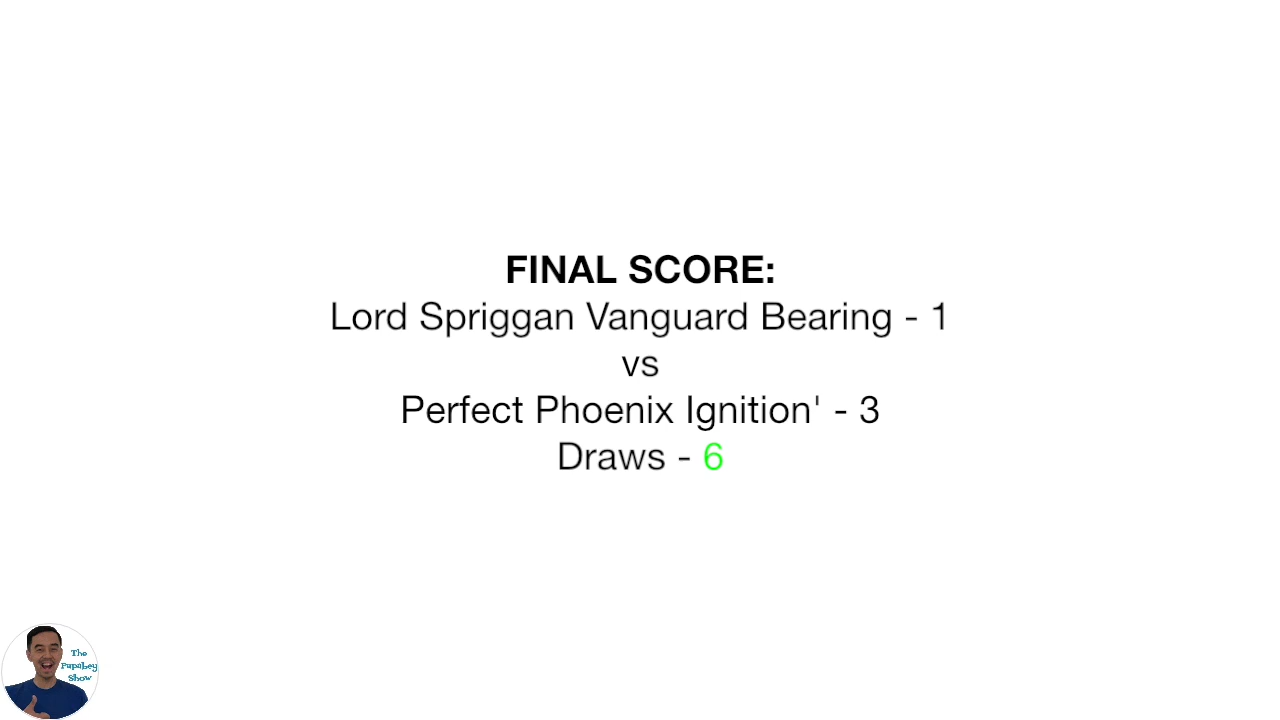 FINAL SCORE:
Lord Spriggan Vanguard Bearing - 1
vs
Perfect Phoenix Ignition' - 3
Draws - 6
The
Papabey
Show